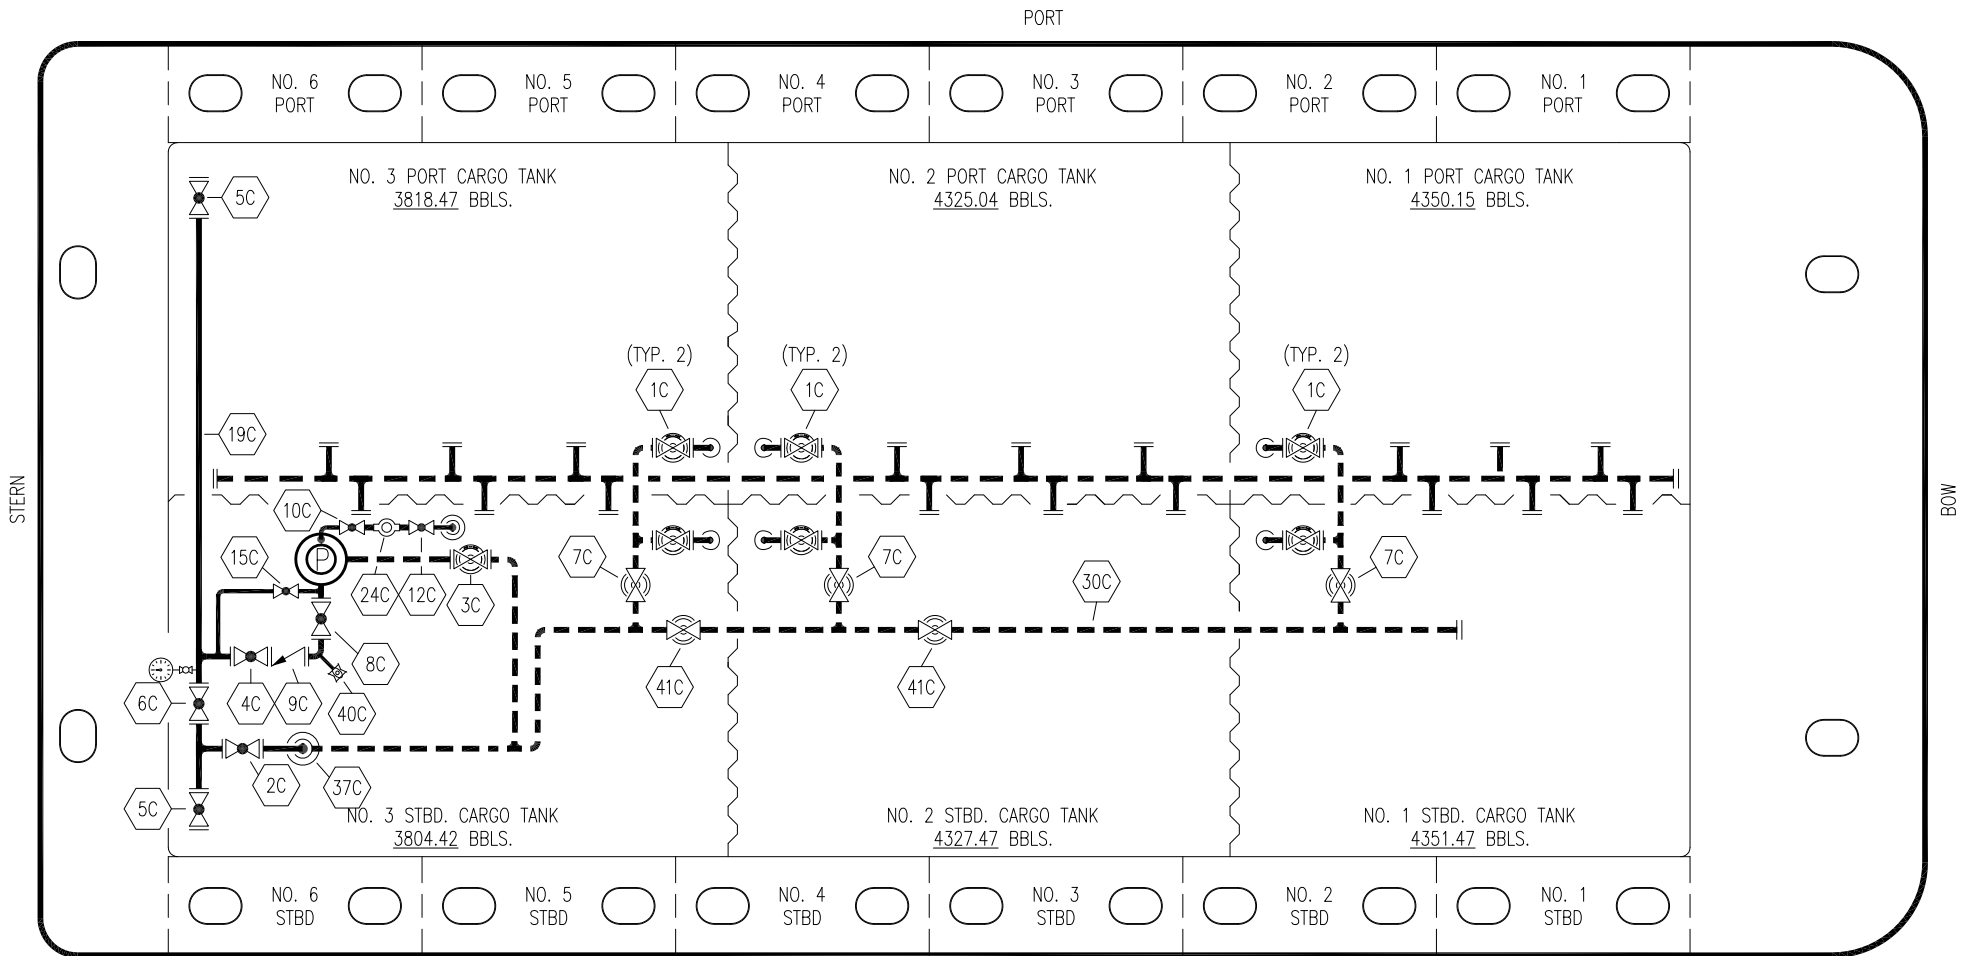 PORT
NO. 6
PORT
NO. 5
PORT
NO. 4
PORT
NO. 3
PORT
NO. 2
PORT
NO. 1
PORT
NO. 3 PORT CARGO TANK
3818.47 BBLS.
NO. 2 PORT CARGO TANK
4325.04 BBLS.
NO. 1 PORT CARGO TANK
4350.15 BBLS.
5C
(TYP. 2)
1C
(TYP. 2)
1C
(TYP. 2)
1C
19C
STERN
BOW
10C
P
15C
24C
12C
3C
7C
7C
30C
7C
8C
41C
41C
6C
4C
9C
40C
2C
37C
5C
NO. 3 STBD. CARGO TANK
3804.42 BBLS.
NO. 2 STBD. CARGO TANK
4327.47 BBLS.
NO. 1 STBD. CARGO TANK
4351.47 BBLS.
NO. 6
STBD
NO. 5
STBD
NO. 4
STBD
NO. 3
STBD
NO. 2
STBD
NO. 1
STBD